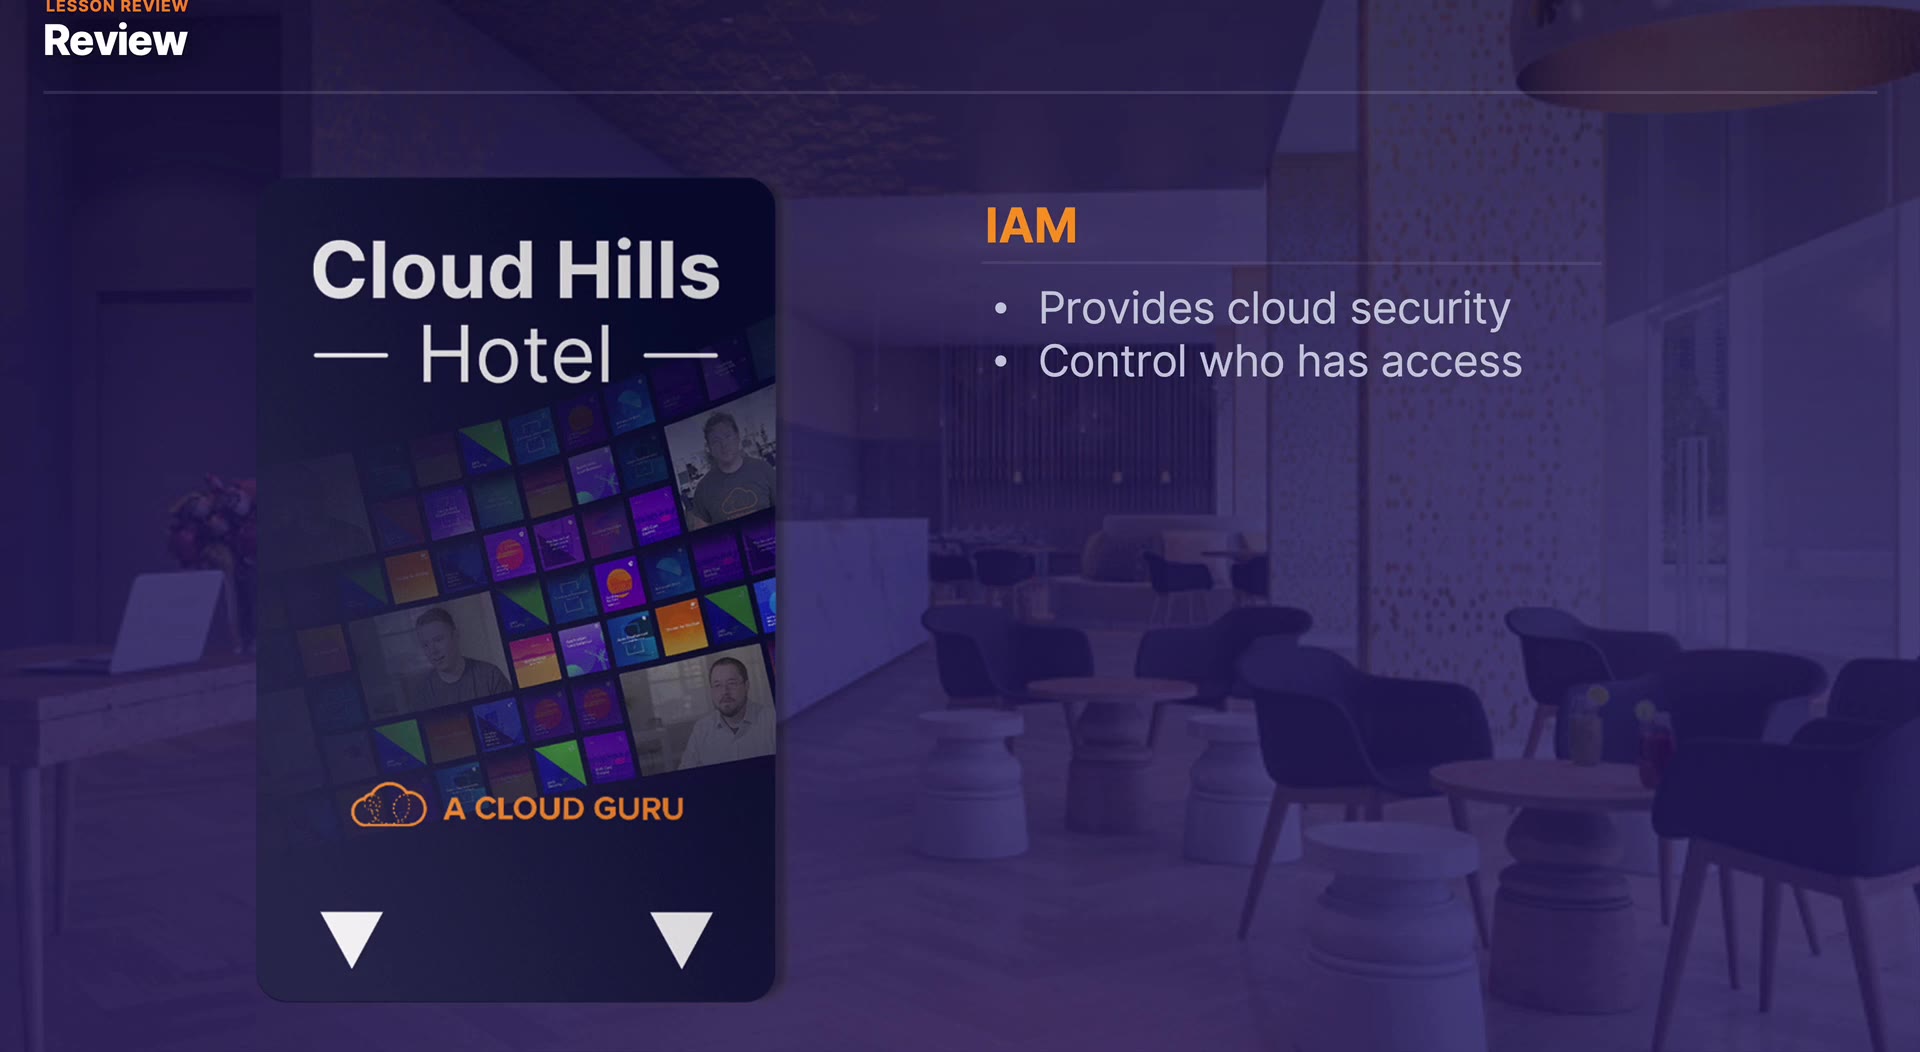 LESSON REVIEW
Review
Cloud Hills
Hotel
A CLOUD GURU
IAM
• Provides cloud security
• Control who has access